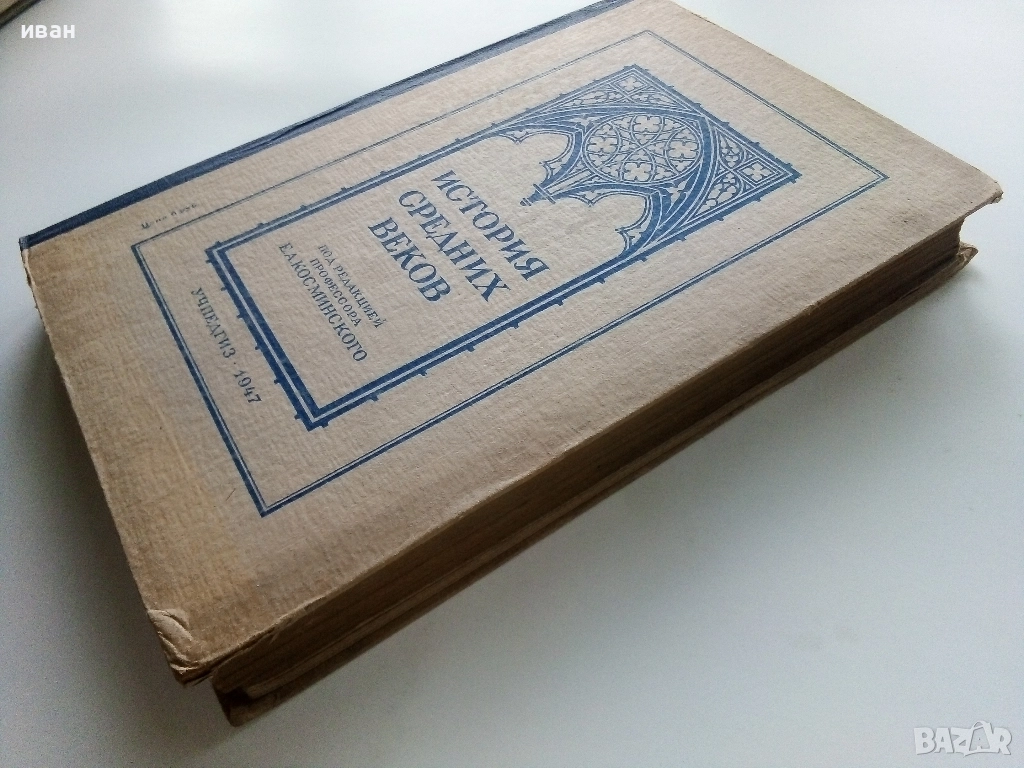 иван
ИСТОРИЯ
СРЕДНИХ
ВЕКОВ
ПОД РЕДАКЦИЕЙ
ПРОФЕССОРА
Е.А.КОСМИНСКОГО
УЧПЕДГИЗ · 1947
BAZAR